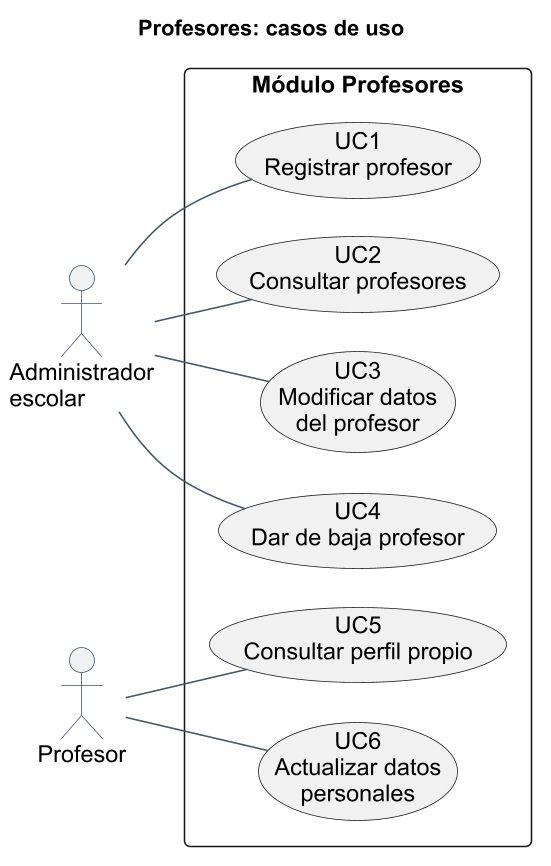 Profesores: casos de uso
Módulo Profesores
UC1
Registrar profesor
UC2
Consultar profesores
Administrador
escolar
UC3
Modificar datos
del profesor
UC4
Dar de baja profesor
UC5
Consultar perfil propio
Profesor
UC6
Actualizar datos
personales